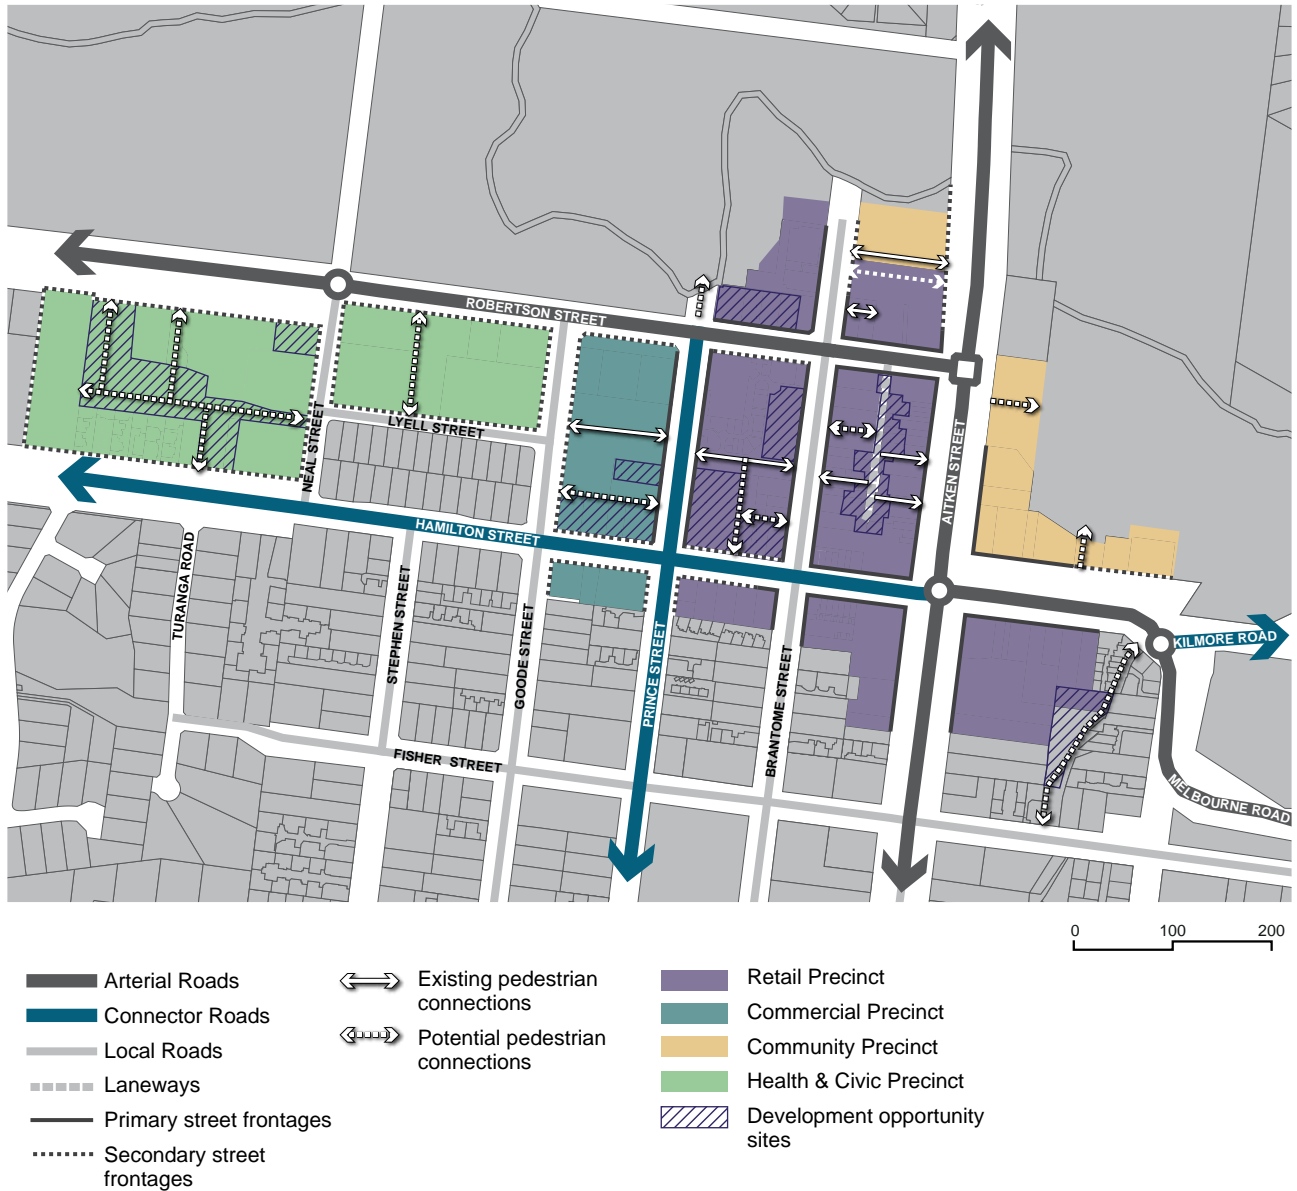 ROBERTSON STREET
NEAL STREET
LYELL STREET
AITKEN STREET
HAMILTON STREET
TURANGA ROAD
STEPHEN STREET
GOODE STREET
PRINCE STREET
BRANTOME STREET
KILMORE ROAD
FISHER STREET
MELBOURNE ROAD
0 100 200
Arterial Roads
Connector Roads
Local Roads
Laneways
Primary street frontages
Secondary street
frontages
Existing pedestrian
connections
Potential pedestrian
connections
Retail Precinct
Commercial Precinct
Community Precinct
Health & Civic Precinct
Development opportunity
sites